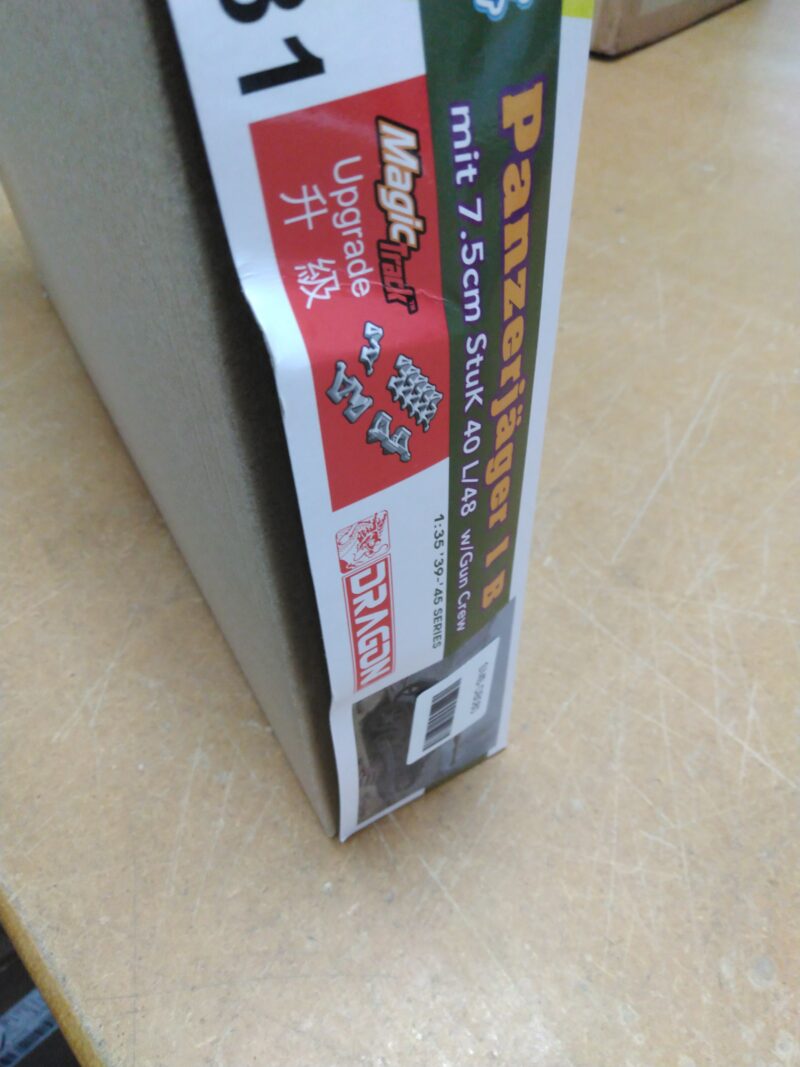 31
Panzerjäger I B
mit 7.5cm StuK 40 L/48 w/Gun Crew
Magic Track™
Upgrade
升級
1:35 '39-'45 SERIES
DRAGON